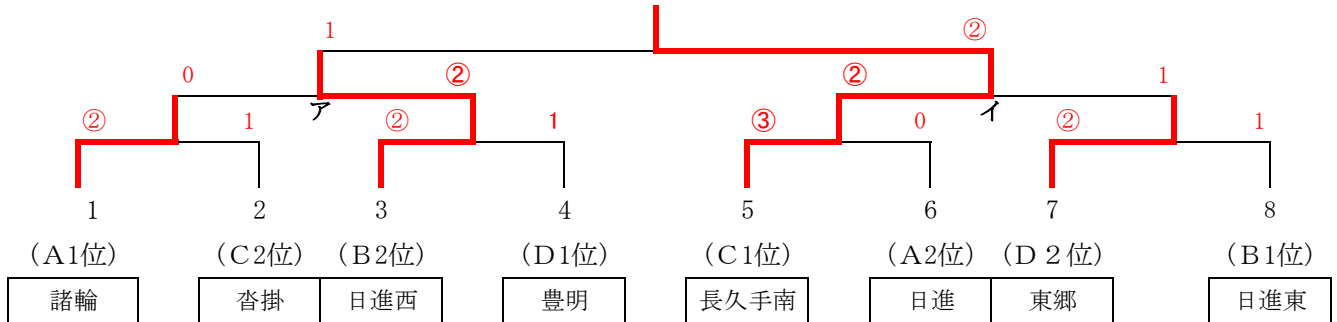 1 ②
0 ② ② 1
ア イ
② 1 ② 1 ③ 0 ② 1
1 2 3 4 5 6 7 8
(A1位) (C2位) (B2位) (D1位) (C1位) (A2位) (D2位) (B1位)
諸輪 沓掛 日進西 豊明 長久手南 日進 東郷 日進東